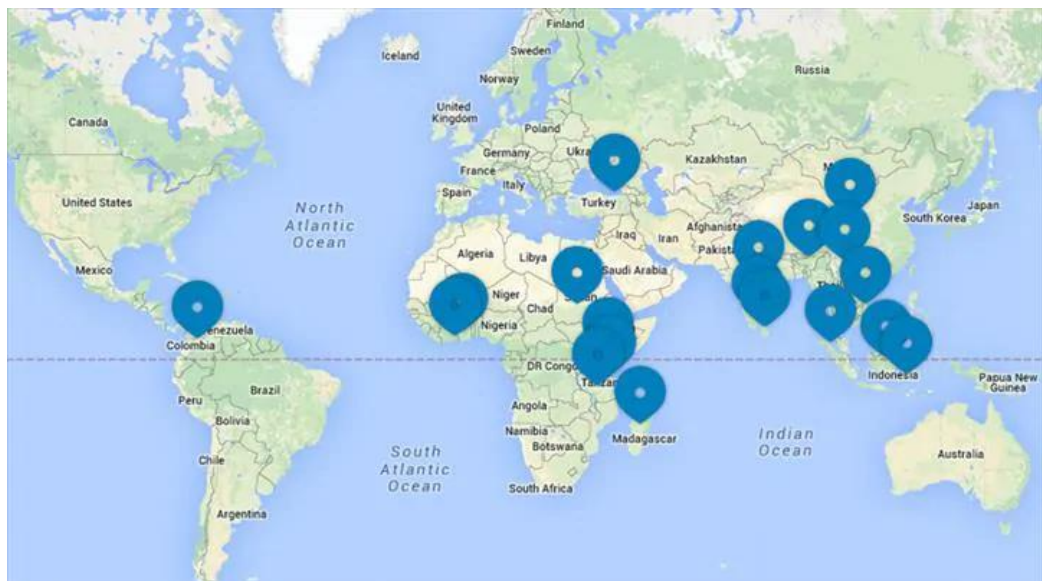 Finland
Iceland
Sweden
Russia
Norway
Canada
United
Kingdom
Poland
Germany
Ukra
Kazakhstan
France
Italy
Spain
Turkey
United States
North
Atlantic
Ocean
Japan
South Korea
Afghanistan
Iraq
Iran
Pakist
Algeria
Libya
Saudi Arabia
Mexico
Niger
Chad
Nigeria
enezuela
Colombia
DR Congo
Tanzan
Indonesia
Papua New
Guinea
Brazil
Peru
Angola
Bolivia
Namibia
Botswana
Madagascar
Indian
Ocean
South
Atlantic
Ocean
Chile
Australia
South Africa
Argentina